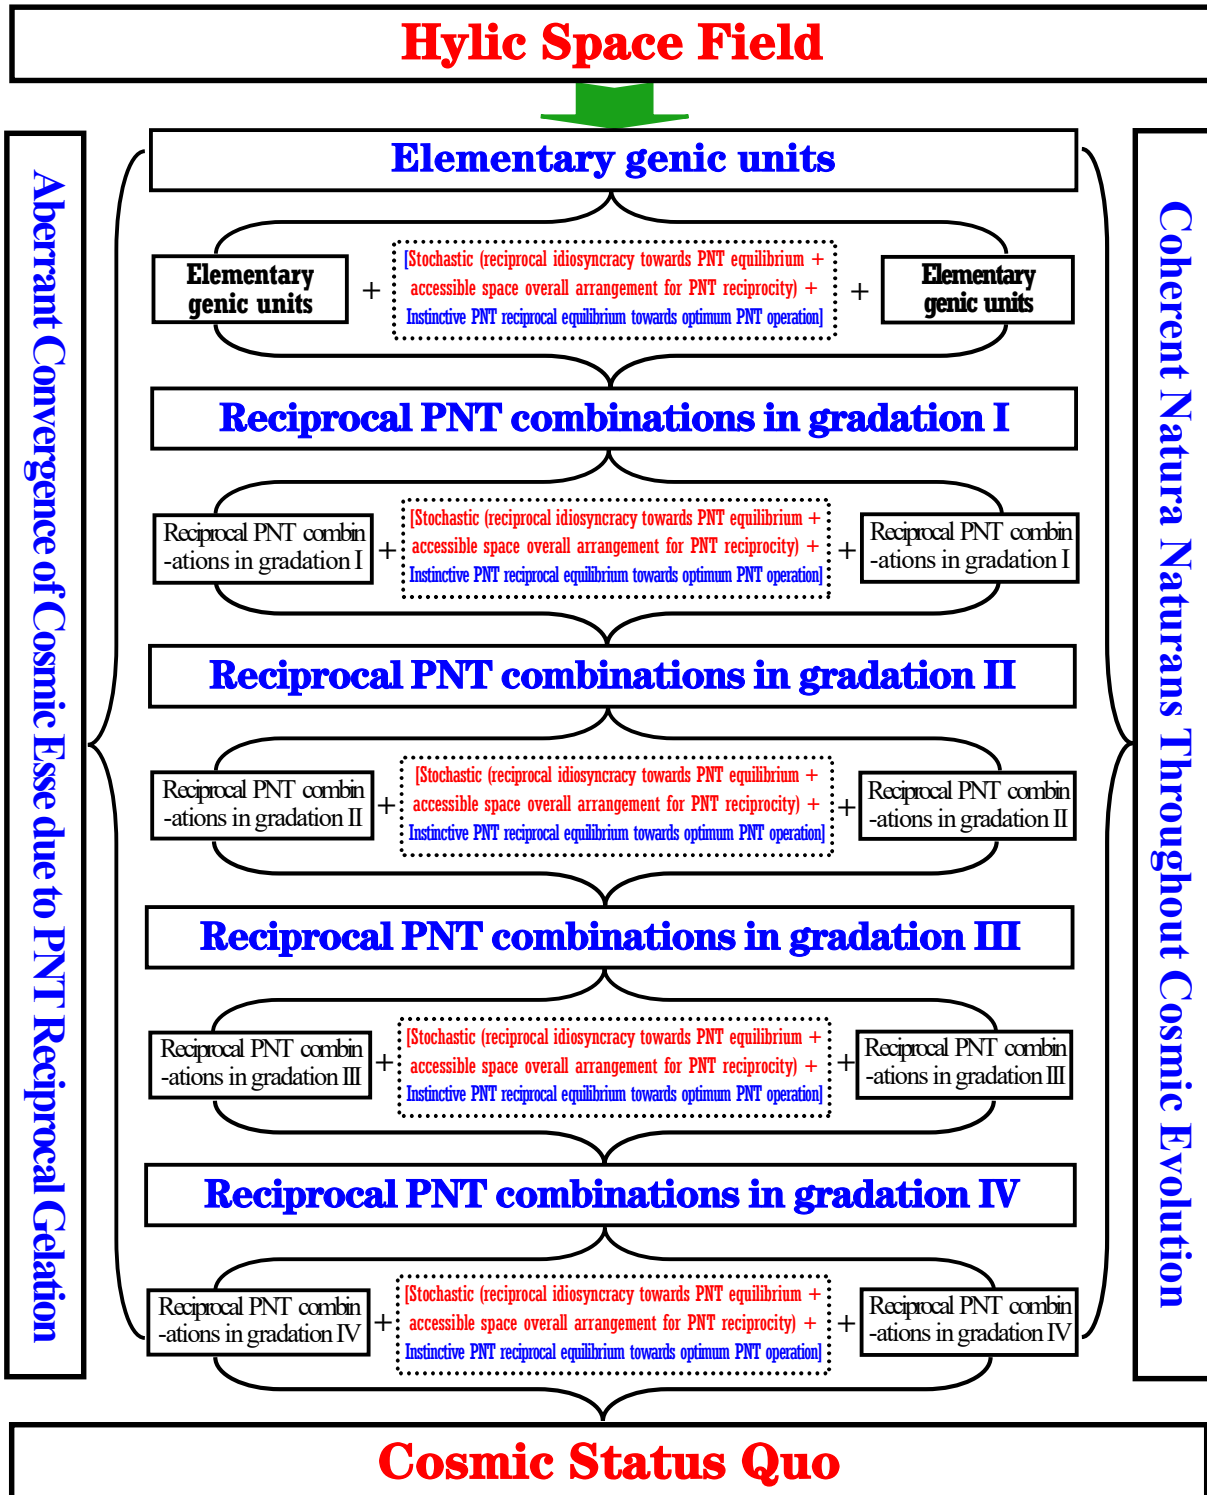 Hylic Space Field
Aberrant Convergence of Cosmic Esse due to PNT Reciprocal Gelation
Coherent Natura Naturans Throughout Cosmic Evolution
Elementary genic units
Elementary
genic units
+
[Stochastic (reciprocal idiosyncracy towards PNT equilibrium +
accessible space overall arrangement for PNT reciprocity) +
Instinctive PNT reciprocal equilibrium towards optimum PNT operation]
+
Elementary
genic units
Reciprocal PNT combinations in gradation I
Reciprocal PNT combin
-ations in gradation I
+
[Stochastic (reciprocal idiosyncracy towards PNT equilibrium +
accessible space overall arrangement for PNT reciprocity) +
Instinctive PNT reciprocal equilibrium towards optimum PNT operation]
+
Reciprocal PNT combin
-ations in gradation I
Reciprocal PNT combinations in gradation II
Reciprocal PNT combin
-ations in gradation II
+
[Stochastic (reciprocal idiosyncracy towards PNT equilibrium +
accessible space overall arrangement for PNT reciprocity) +
Instinctive PNT reciprocal equilibrium towards optimum PNT operation]
+
Reciprocal PNT combin
-ations in gradation II
Reciprocal PNT combinations in gradation III
Reciprocal PNT combin
-ations in gradation III
+
[Stochastic (reciprocal idiosyncracy towards PNT equilibrium +
accessible space overall arrangement for PNT reciprocity) +
Instinctive PNT reciprocal equilibrium towards optimum PNT operation]
+
Reciprocal PNT combin
-ations in gradation III
Reciprocal PNT combinations in gradation IV
Reciprocal PNT combin
-ations in gradation IV
+
[Stochastic (reciprocal idiosyncracy towards PNT equilibrium +
accessible space overall arrangement for PNT reciprocity) +
Instinctive PNT reciprocal equilibrium towards optimum PNT operation]
+
Reciprocal PNT combin
-ations in gradation IV
Cosmic Status Quo